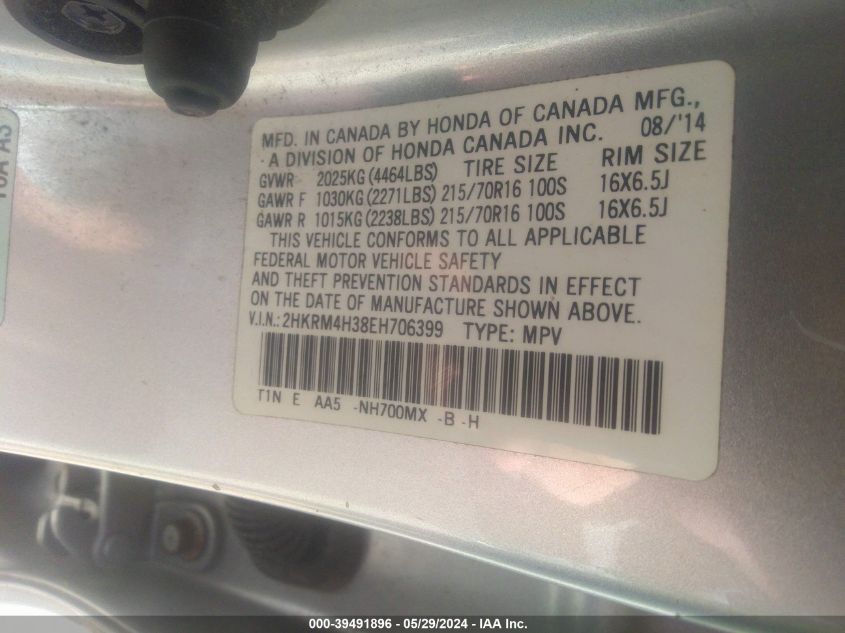 MFD. IN CANADA BY HONDA OF CANADA MFG.,
- A DIVISION OF HONDA CANADA INC. 08/'14
GVWR 2025KG (4464LBS) TIRE SIZE RIM SIZE
GAWR F 1030KG (2271LBS) 215/70R16 100S 16X6.5J
GAWR R 1015KG (2238LBS) 215/70R16 100S 16X6.5J
THIS VEHICLE CONFORMS TO ALL APPLICABLE
FEDERAL MOTOR VEHICLE SAFETY
AND THEFT PREVENTION STANDARDS IN EFFECT
ON THE DATE OF MANUFACTURE SHOWN ABOVE.
V.I.N.: 2HKRM4H38EH706399 TYPE: MPV
T1N E AA5 -NH700MX -B -H
000-39491896 - 05/29/2024 - IAA Inc.